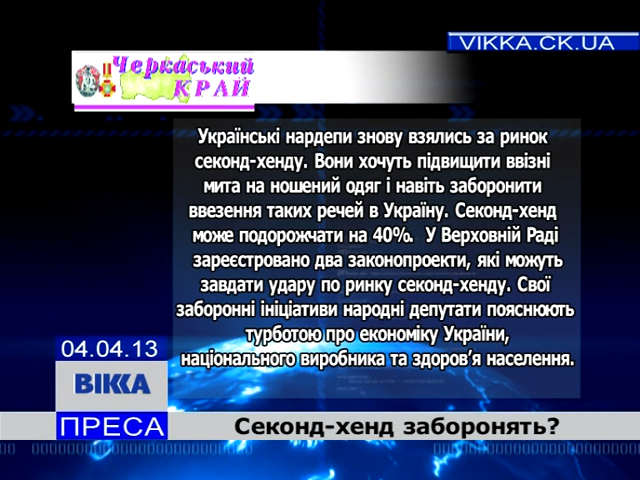 VIKKA.CK.UA
Черкаський
КРАЙ
Українські нардепи знову взялись за ринок
секонд-хенду. Вони хочуть підвищити ввізні
мита на ношений одяг і навіть заборонити
ввезення таких речей в Україну. Секонд-хенд
може подорожчати на 40%. У Верховній Раді
зареєстровано два законопроекти, які можуть
завдати удару по ринку секонд-хенду. Свої
заборонні ініціативи народні депутати пояснюють
турботою про економіку України,
національного виробника та здоров'я населення.
04.04.13
ВІККА
ПРЕСА
Секонд-хенд заборонять?